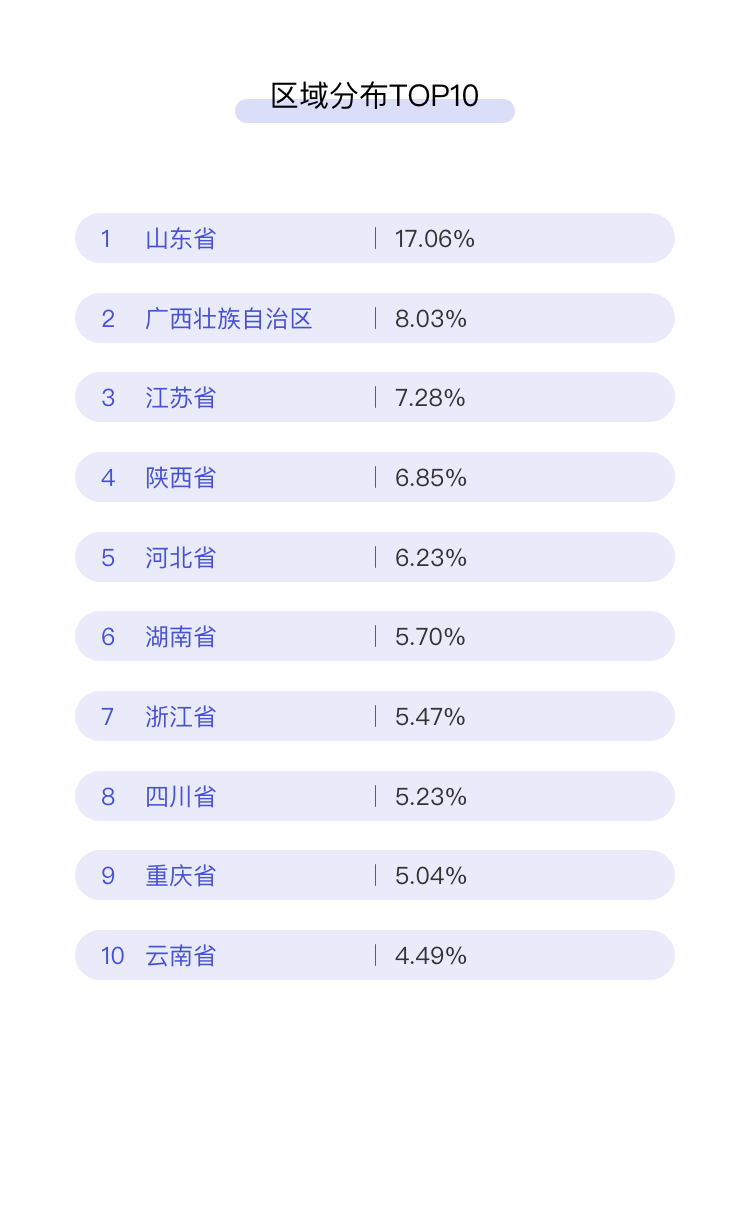 区域分布TOP10
1 山东省 | 17.06%
2 广西壮族自治区 | 8.03%
3 江苏省 | 7.28%
4 陕西省 | 6.85%
5 河北省 | 6.23%
6 湖南省 | 5.70%
7 浙江省 | 5.47%
8 四川省 | 5.23%
9 重庆省 | 5.04%
10 云南省 | 4.49%